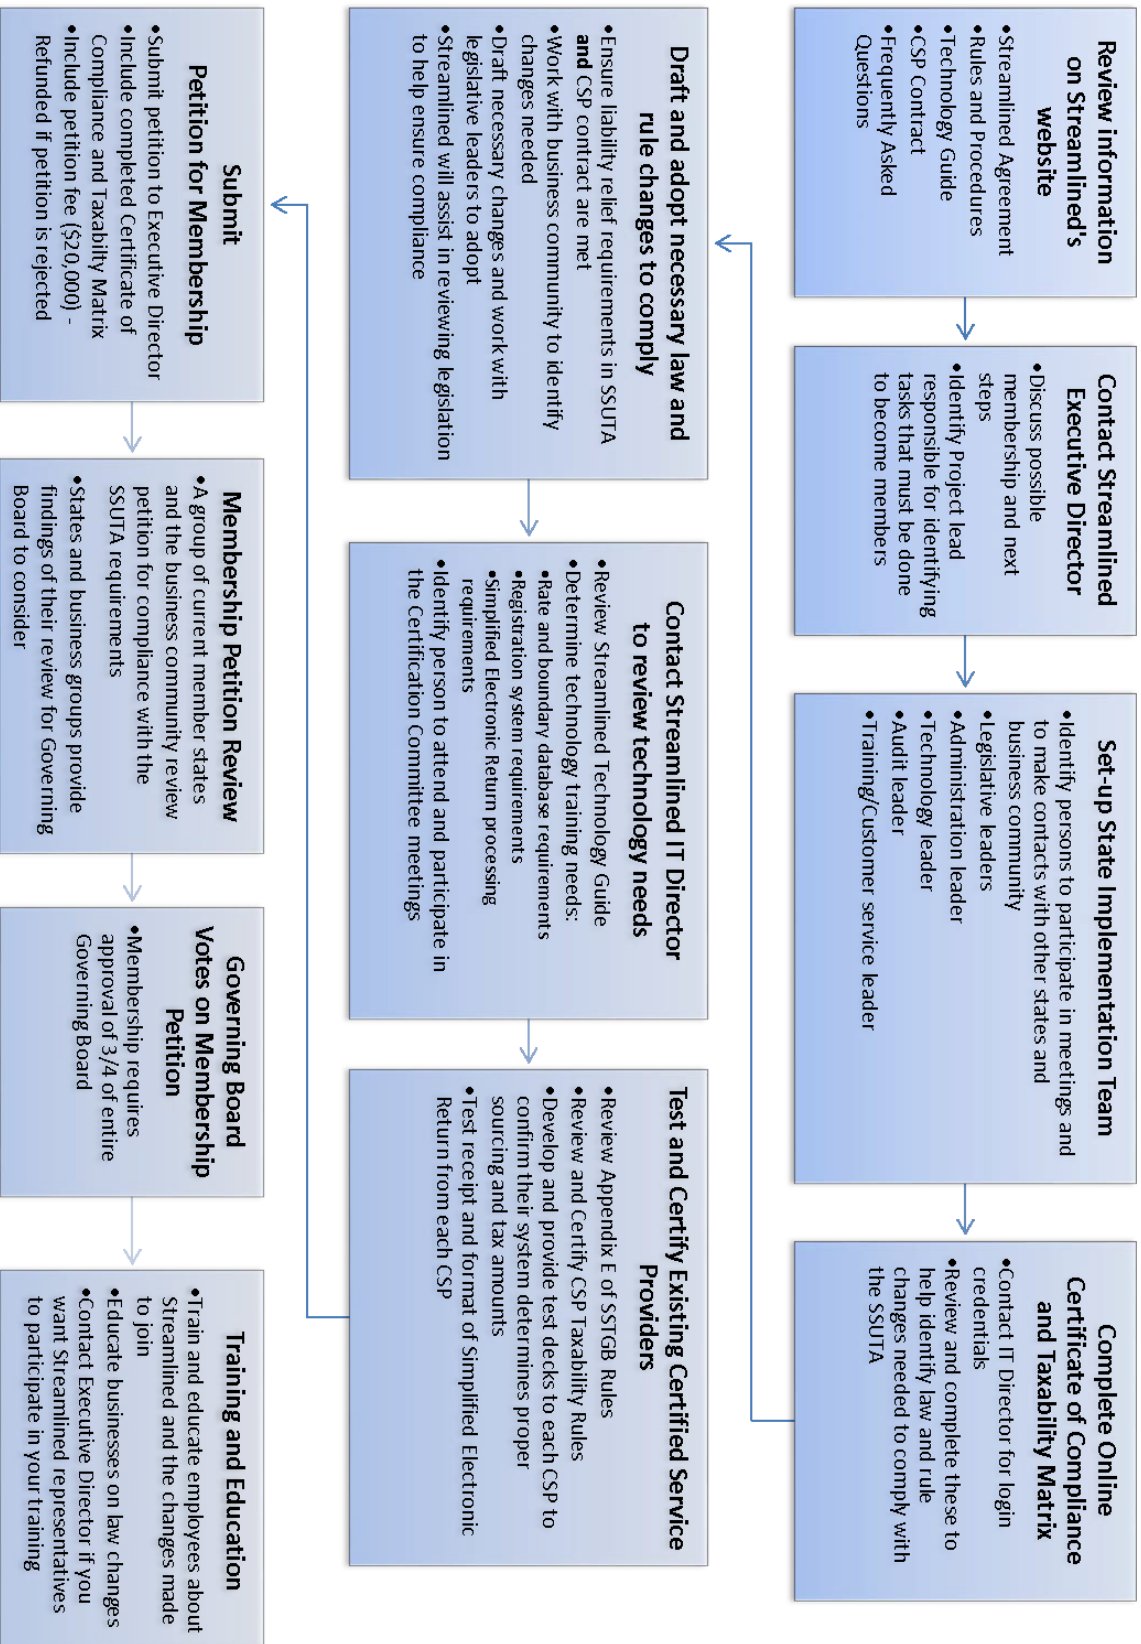 Review information
on Streamlined's
website
•Streamlined Agreement
•Rules and Procedures
•Technology Guide
•CSP Contract
•Frequently Asked
Questions
Contact Streamlined
Executive Director
•Discuss possible
membership and next
steps
•Identify Project lead
responsible for identifying
tasks that must be done
to become members
Set-up State Implementation Team
•Identify persons to participate in meetings and
to make contacts with other states and
business community
•Legislative leaders
•Administration leader
•Technology leader
•Audit leader
•Training/Customer service leader
Complete Online
Certificate of Compliance
and Taxability Matrix
•Contact IT Director for login
credentials
•Review and complete these to
help identify law and rule
changes needed to comply with
the SSUTA
Draft and adopt necessary law and
rule changes to comply
•Ensure liability relief requirements in SSUTA
and CSP contract are met
•Work with business community to identify
changes needed
•Draft necessary changes and work with
legislative leaders to adopt
•Streamlined will assist in reviewing legislation
to help ensure compliance
Contact Streamlined IT Director
to review technology needs
•Review Streamlined Technology Guide
•Determine technology training needs:
•Rate and boundary database requirements
•Registration system requirements
•Simplified Electronic Return processing
requirements
•Identify person to attend and participate in
the Certification Committee meetings
Test and Certify Existing Certified Service
Providers
•Review Appendix E of SSTGB Rules
•Review and Certify CSP Taxability Rules
•Develop and provide test decks to each CSP to
confirm their system determines proper
sourcing and tax amounts
•Test receipt and format of Simplified Electronic
Return from each CSP
Submit
Petition for Membership
•Submit petition to Executive Director
•Include completed Certificate of
Compliance and Taxabilty Matrix
•Include petition fee ($20,000) -
Refunded if petition is rejected
Membership Petition Review
•A group of current member states
and the business community review
petition for compliance with the
SSUTA requirements
•States and business groups provide
findings of their review for Governing
Board to consider
Governing Board
Votes on Membership
Petition
•Membership requires
approval of 3/4 of entire
Governing Board
Training and Education
•Train and educate employees about
Streamlined and the changes made
to join
•Educate businesses on law changes
•Contact Executive Director if you
want Streamlined representatives
to participate in your training